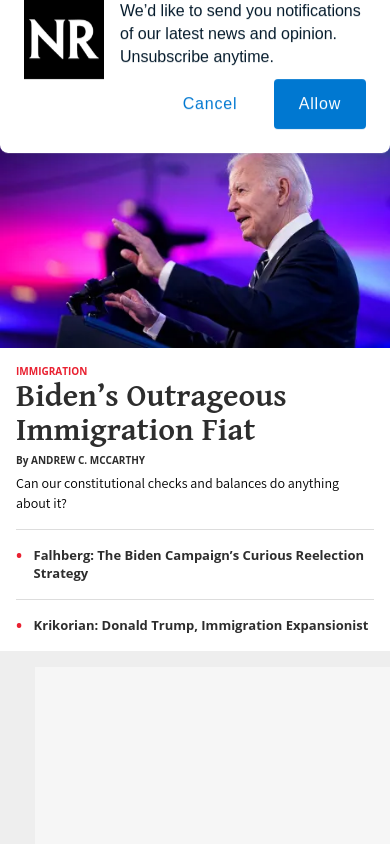 NR
We’d like to send you notifications
of our latest news and opinion.
Unsubscribe anytime.
Cancel
Allow
IMMIGRATION
Biden’s Outrageous
Immigration Fiat
By ANDREW C. MCCARTHY
Can our constitutional checks and balances do anything
about it?
• Falhberg: The Biden Campaign’s Curious Reelection
Strategy
• Krikorian: Donald Trump, Immigration Expansionist